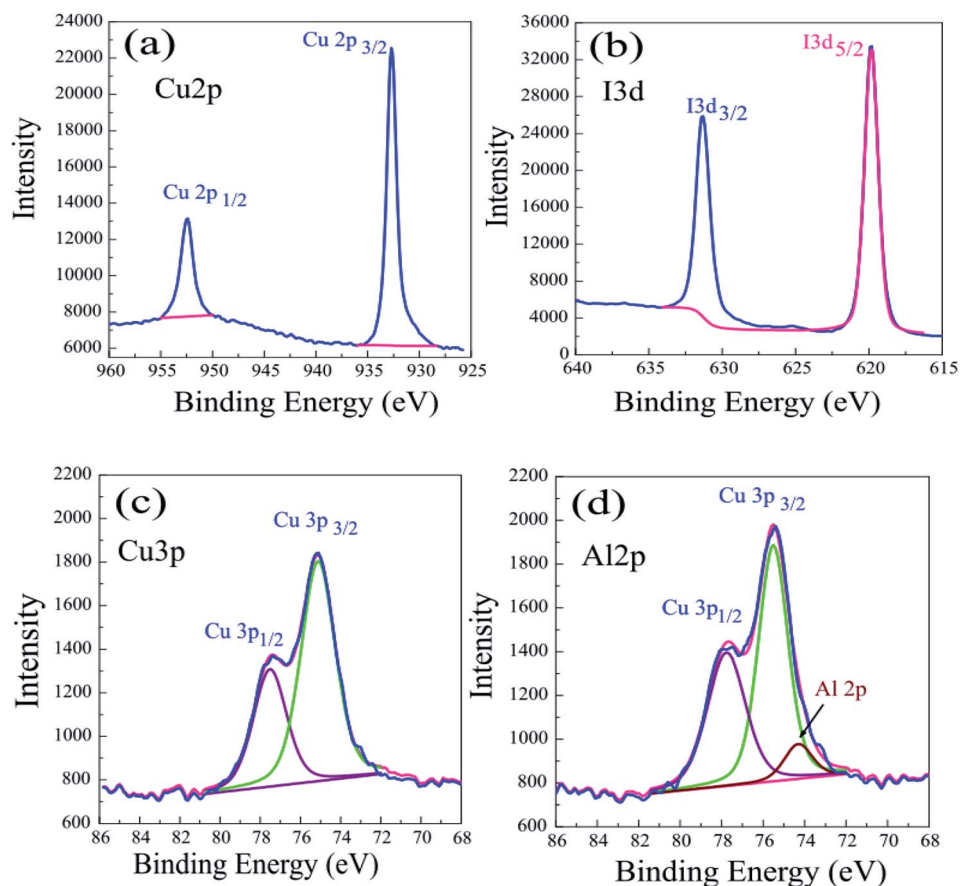 (a)
Cu2p
Cu 2p 3/2
Cu 2p 1/2
Intensity
24000
22000
20000
18000
16000
14000
12000
10000
8000
6000
960 955 950 945 940 935 930 925
Binding Energy (eV)
(b)
I3d
I3d5/2
I3d3/2
Intensity
36000
32000
28000
24000
20000
16000
12000
8000
4000
0
640 635 630 625 620 615
Binding Energy (eV)
(c)
Cu3p
Cu 3p 3/2
Cu 3p1/2
Intensity
2200
2000
1800
1600
1400
1200
1000
800
600
86 84 82 80 78 76 74 72 70 68
Binding Energy (eV)
(d)
Al2p
Cu 3p 3/2
Cu 3p1/2
Al 2p
Intensity
2200
2000
1800
1600
1400
1200
1000
800
600
86 84 82 80 78 76 74 72 70 68
Binding Energy (eV)